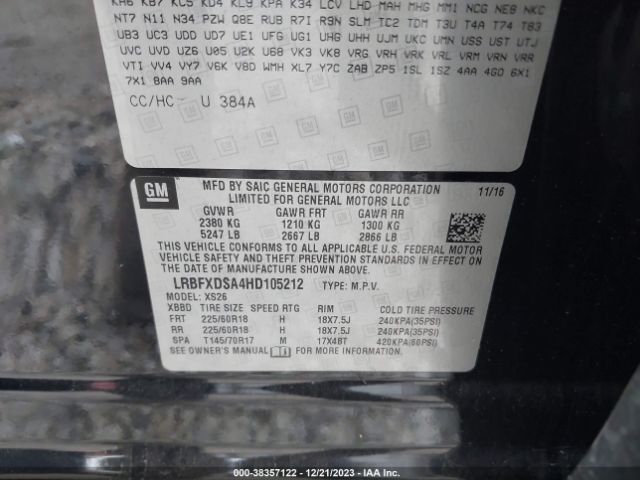 KA6 KB7 KC5 KD4 KL9 KPA K34 LCV LHD MAH MHG MM1 NCG NE8 NKC
NT7 N11 N34 PZW Q8E RUB R7I R9N SLM TC2 TDM T3U T4A T74 T83
UB3 UC3 UDD UD7 UE1 UFG UG1 UHG UHH UJM UKC UMN UST UTJ
UVC UVD UZ6 U05 U2K U68 VK3 VK8 VRG VRH VRK VRL VRM VRN VRR
VTI VV4 VY7 V6K V8D WMH XL7 Y7C ZAB ZP5 1SL 1SZ 4AA 4GO 6X1
7X1 8AA 9AA
CC/HC- U 384A
GM MFD BY SAIC GENERAL MOTORS CORPORATION 11/16
LIMITED FOR GENERAL MOTORS LLC
GVWR GAWR FRT GAWR RR
2380 KG 1210 KG 1300 KG
5247 LB 2667 LB 2866 LB
THIS VEHICLE CONFORMS TO ALL APPLICABLE U.S. FEDERAL MOTOR
VEHICLE SAFETY AND THEFT PREVENTION STANDARDS IN EFFECT ON
THE DATE OF MANUFACTURE SHOWN ABOVE.
LRBFXDSA4HD105212 TYPE: M.P.V.
MODEL: XS26
XBBD TIRE SIZE SPEED RTG RIM COLD TIRE PRESSURE
FRT 225/60R18 H 18X7.5J 240KPA(35PSI)
RR 225/60R18 H 18X7.5J 240KPA(35PSI)
SPA T145/70R17 M 17X4BT 420KPA(60PSI)
SEE OWNER'S MANUAL FOR ADDITIONAL INFORMATION.
000-38357122 - 12/21/2023 - IAA Inc.